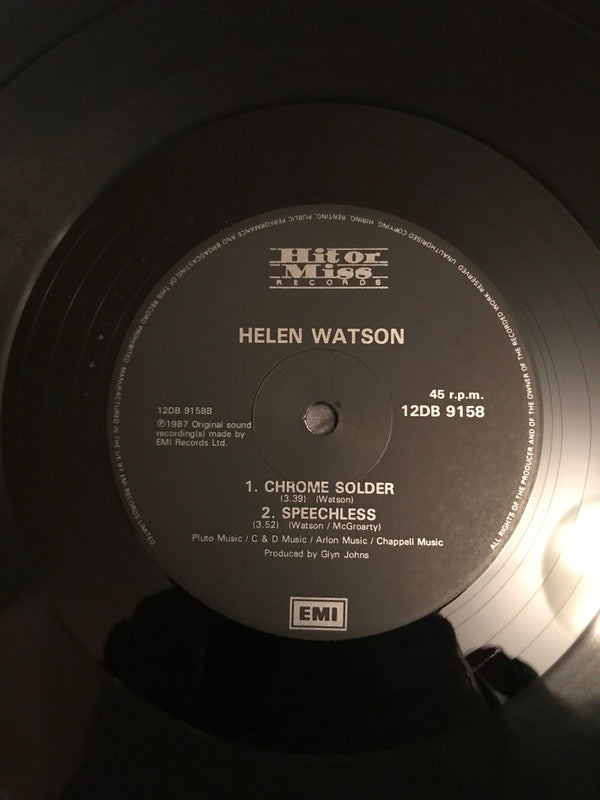 Hit or
Miss
RECORDS
HELEN WATSON
45 r.p.m.
12DB 9158
12DB 9158B
℗1987 Original sound
recording(s) made by
EMI Records Ltd.
1. CHROME SOLDER
(3.39) (Watson)
2. SPEECHLESS
(3.52) (Watson / McGroarty)
Pluto Music / C & D Music / Arlon Music / Chappell Music
Produced by Glyn Johns
EMI
ALL RIGHTS OF THE PRODUCER AND OF THE OWNER OF THE RECORDED WORK RESERVED. UNAUTHORISED COPYING, HIRING, RENTING, PUBLIC PERFORMANCE AND BROADCASTING OF THIS RECORD PROHIBITED. MANUFACTURED IN THE UK BY EMI RECORDS LIMITED